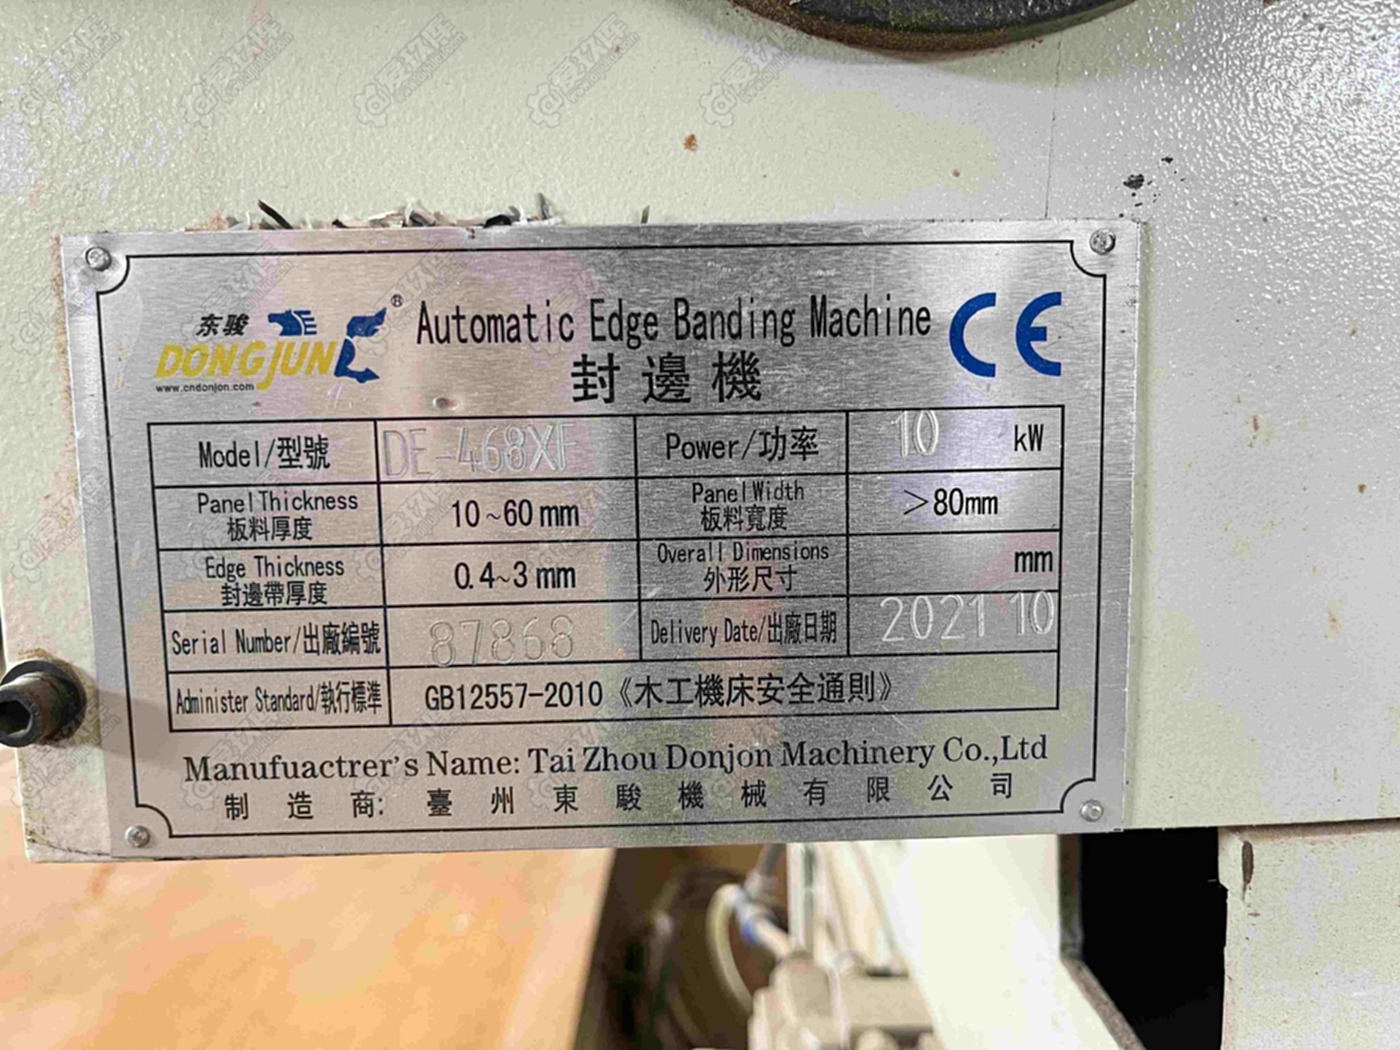 东骏
DONGJUN
®
www.cndonjon.com
Automatic Edge Banding Machine
封邊機
CE
Model/型號 DE-468XF Power/功率 10 kW
Panel Thickness 板料厚度 10~60 mm Panel Width 板料寬度 >80mm
Edge Thickness 封邊帶厚度 0.4~3 mm Overall Dimensions 外形尺寸 mm
Serial Number/出廠編號 87868 Delivery Date/出廠日期 2021 10
Administer Standard/執行標準 GB12557-2010《木工機床安全通則》
Manufuactrer's Name: Tai Zhou Donjon Machinery Co.,Ltd
制造商: 臺州東駿機械有限公司